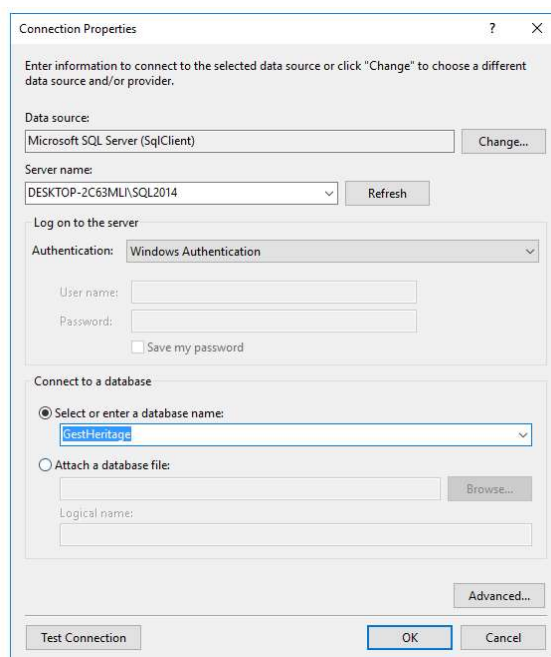 Connection Properties
?
Enter information to connect to the selected data source or click "Change" to choose a different
data source and/or provider.
Data source:
Microsoft SQL Server (SqlClient)
Change...
Server name:
DESKTOP-2C63MLI\SQL2014
Refresh
Log on to the server
Authentication:
Windows Authentication
User name:
Password:
Save my password
Connect to a database
Select or enter a database name:
GestHeritage
Attach a database file:
Browse...
Logical name:
Advanced...
Test Connection
OK
Cancel